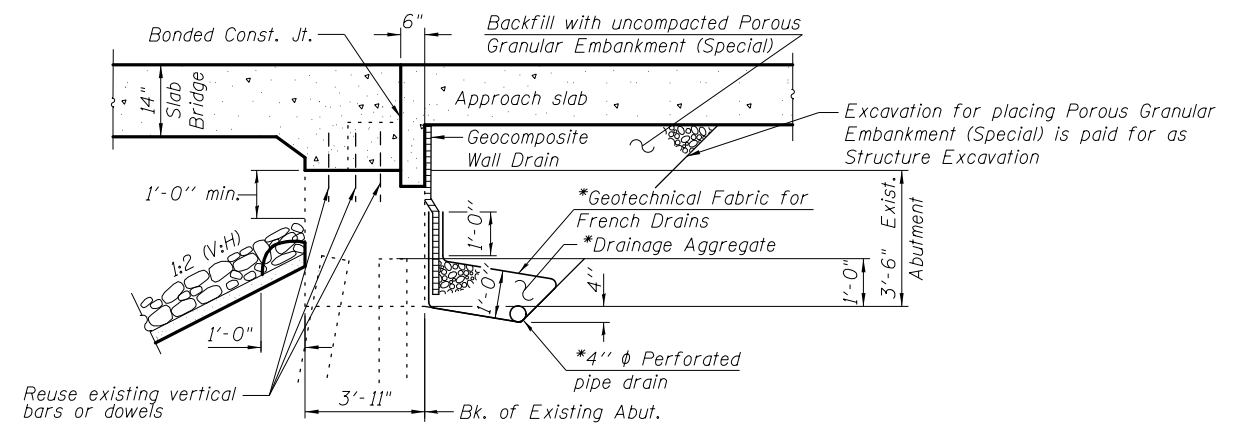 6"
Backfill with uncompacted Porous
Granular Embankment (Special)
Bonded Const. Jt.
14"
Slab
Bridge
Approach slab
Excavation for placing Porous Granular
Embankment (Special) is paid for as
Structure Excavation
Geocomposite
Wall Drain
1'-0'' min.
*Geotechnical Fabric for
French Drains
1'-0''
*Drainage Aggregate
1:2 (V:H)
1'-0''
4''
1'-0''
3'-6" Exist.
Abutment
1'-0"
*4'' ϕ Perforated
pipe drain
Reuse existing vertical
bars or dowels
3'-11"
Bk. of Existing Abut.